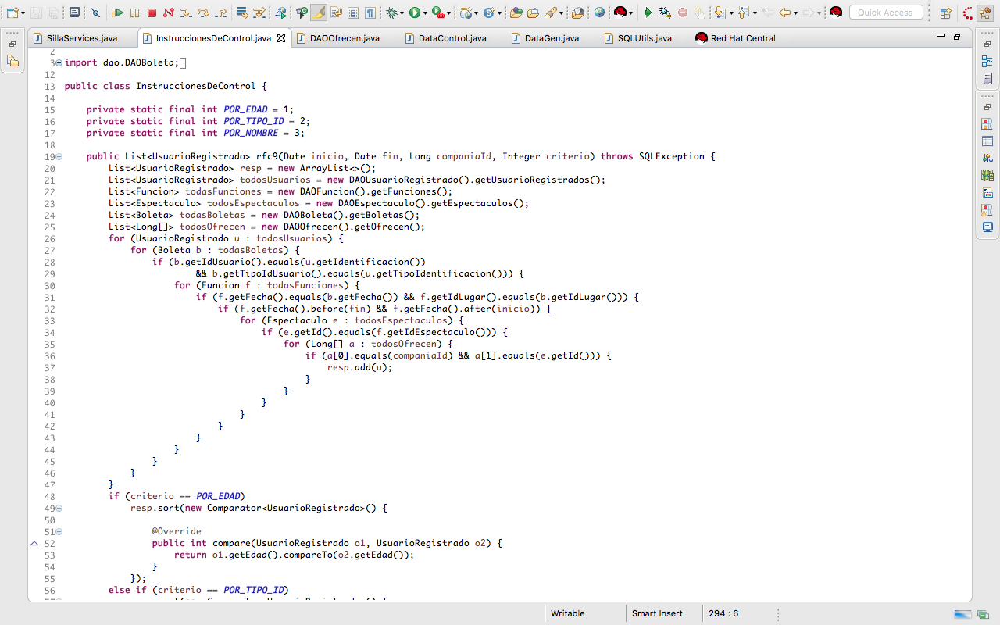 Quick Access
SillaServices.java
InstruccionesDeControl.java
DAOOfrecen.java
DataControl.java
DataGen.java
SQLUtils.java
Red Hat Central
2
3 import dao.DAOBoleta;
12
13 public class InstruccionesDeControl {
14
15 private static final int POR_EDAD = 1;
16 private static final int POR_TIPO_ID = 2;
17 private static final int POR_NOMBRE = 3;
18
19 public List<UsuarioRegistrado> rfc9(Date inicio, Date fin, Long companiaId, Integer criterio) throws SQLException {
20 List<UsuarioRegistrado> resp = new ArrayList<>();
21 List<UsuarioRegistrado> todosUsuarios = new DAOUsuarioRegistrado().getUsuarioRegistrados();
22 List<Funcion> todasFunciones = new DAOFuncion().getFunciones();
23 List<Espectaculo> todosEspectaculos = new DAOEspectaculo().getEspectaculos();
24 List<Boleta> todasBoletas = new DAOBoleta().getBoletas();
25 List<Long[]> todosOfrecen = new DAOOfrecen().getOfrecen();
26 for (UsuarioRegistrado u : todosUsuarios) {
27 for (Boleta b : todasBoletas) {
28 if (b.getIdUsuario().equals(u.getIdentificacion())
29 && b.getTipoIdUsuario().equals(u.getTipoIdentificacion())) {
30 for (Funcion f : todasFunciones) {
31 if (f.getFecha().equals(b.getFecha()) && f.getIdLugar().equals(b.getIdLugar())) {
32 if (f.getFecha().before(fin) && f.getFecha().after(inicio)) {
33 for (Espectaculo e : todosEspectaculos) {
34 if (e.getId().equals(f.getIdEspectaculo())) {
35 for (Long[] a : todosOfrecen) {
36 if (a[0].equals(companiaId) && a[1].equals(e.getId())) {
37 resp.add(u);
38 }
39 }
40 }
41 }
42 }
43 }
44 }
45 }
46 }
47 }
48 if (criterio == POR_EDAD)
49 resp.sort(new Comparator<UsuarioRegistrado>() {
50
51 @Override
52 public int compare(UsuarioRegistrado o1, UsuarioRegistrado o2) {
53 return o1.getEdad().compareTo(o2.getEdad());
54 }
55 });
56 else if (criterio == POR_TIPO_ID)
Writable
Smart Insert
294 : 6